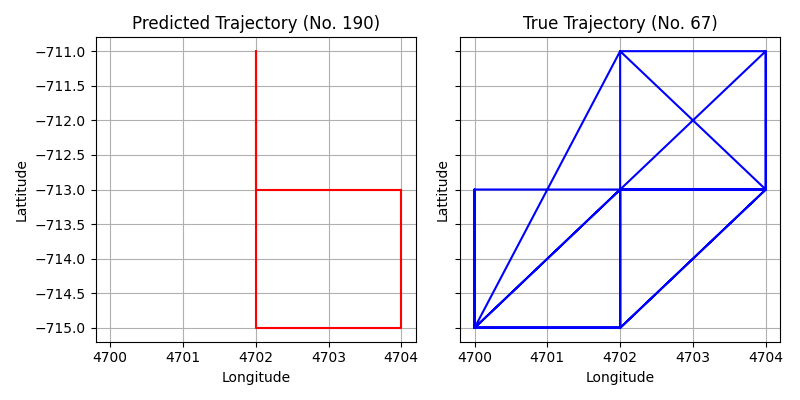 Predicted Trajectory (No. 190)
True Trajectory (No. 67)
−711.0
−711.5
−712.0
−712.5
−713.0
−713.5
−714.0
−714.5
−715.0
Lattitude
Lattitude
4700 4701 4702 4703 4704
4700 4701 4702 4703 4704
Longitude
Longitude